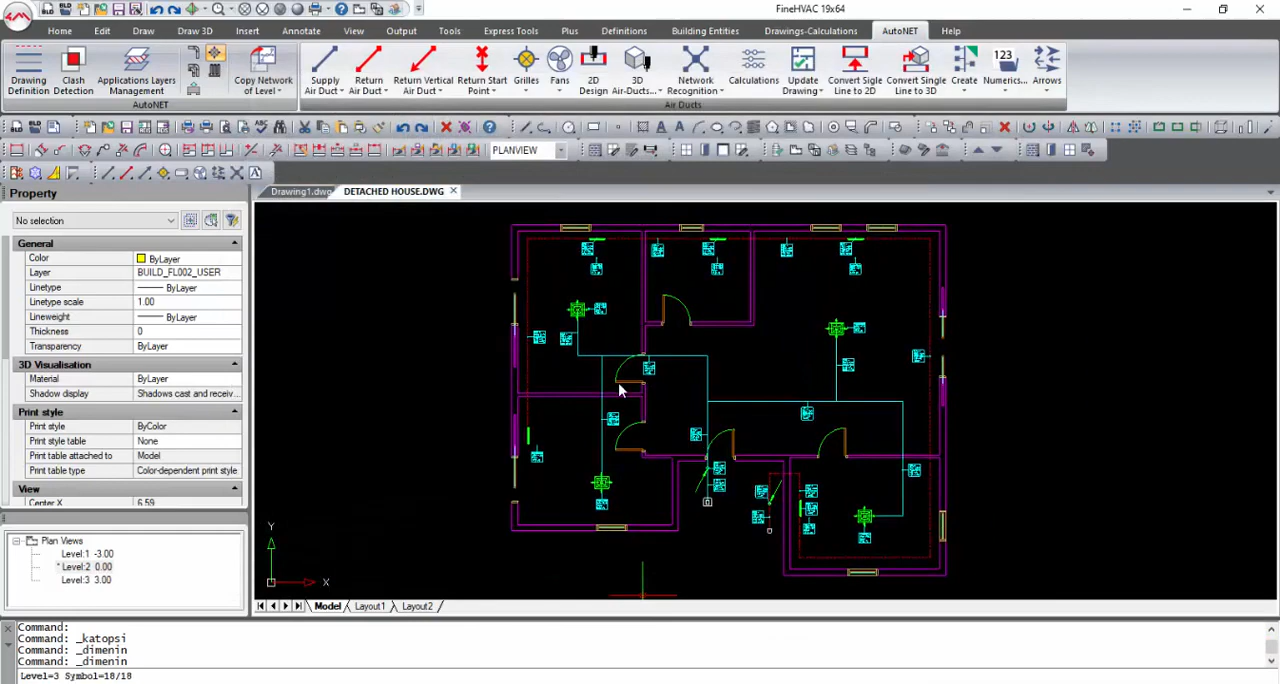 FineHVAC 19x64
Home Edit Draw Draw 3D Insert Annotate View Output Tools Express Tools Plus Definitions Building Entities Drawings-Calculations AutoNET Help
Drawing Definition Clash Detection Applications Layers Management Copy Network of Level Supply Air Duct Return Air Duct Return Vertical Air Duct Return Start Point Grilles Fans 2D Design 3D Air-Ducts... Network Recognition Calculations Update Drawing Convert Sigle Line to 2D Convert Single Line to 3D Create 123 Numeric... Arrows
AutoNET Air Ducts
PLANVIEW
Property
Drawing1.dwg DETACHED HOUSE.DWG
No selection
General
Color ByLayer
Layer BUILD_FL002_USER
Linetype ByLayer
Linetype scale 1.00
Lineweight ByLayer
Thickness 0
Transparency ByLayer
3D Visualisation
Material ByLayer
Shadow display Shadows cast and receiv...
Print style
Print style ByColor
Print style table None
Print table attached to Model
Print table type Color-dependent print style
View
Center X 6.59
Plan Views
Level:1 -3.00
* Level:2 0.00
Level:3 3.00
Y
X
Model Layout1 Layout2
Command:
Command: _katopsi
Command: _dimenin
Command: _dimenin
Level=3 Symbol=18/18